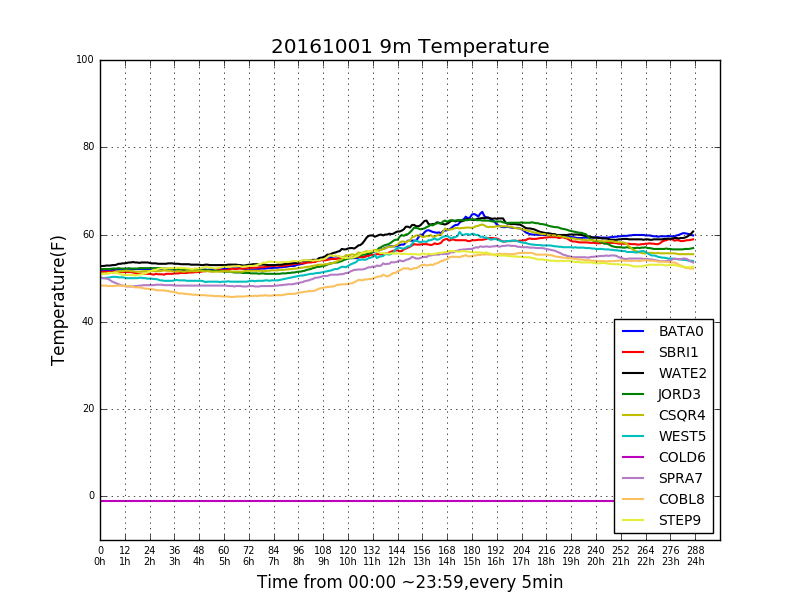 20161001 9m Temperature
Temperature(F)
100
80
60
40
20
0
0 12 24 36 48 60 72 84 96 108 120 132 144 156 168 180 192 204 216 228 240 252 264 276 288
0h 1h 2h 3h 4h 5h 6h 7h 8h 9h 10h 11h 12h 13h 14h 15h 16h 17h 18h 19h 20h 21h 22h 23h 24h
Time from 00:00 ~23:59,every 5min
BATA0
SBRI1
WATE2
JORD3
CSQR4
WEST5
COLD6
SPRA7
COBL8
STEP9